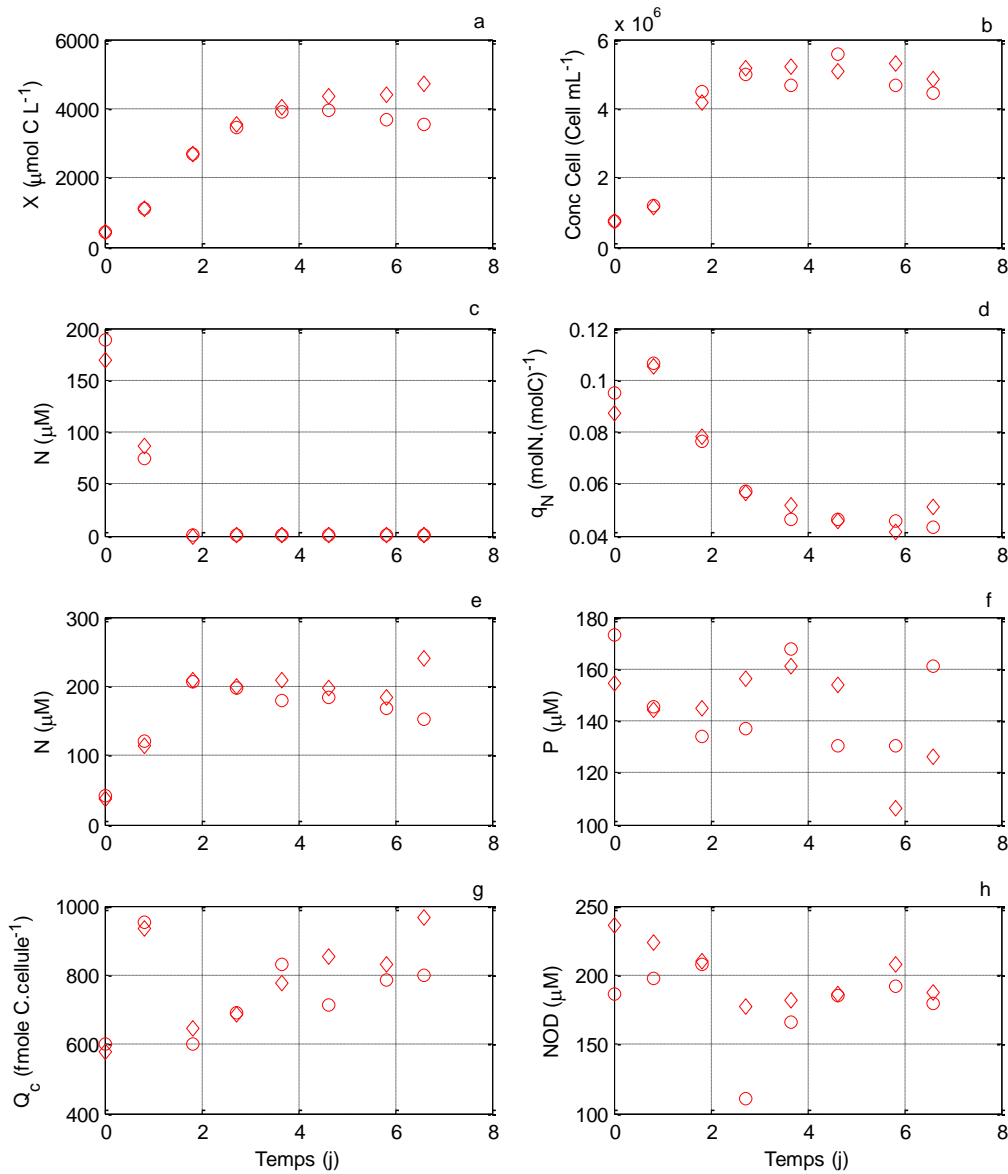 a
6000
4000
2000
0
X (μmol C L⁻¹)
0 2 4 6 8
b
x 10⁶
6
4
2
0
Conc Cell (Cell mL⁻¹)
0 2 4 6 8
c
200
150
100
50
0
N (μM)
0 2 4 6 8
d
0.12
0.1
0.08
0.06
0.04
q_N (molN.(molC)⁻¹)
0 2 4 6 8
e
300
200
100
0
N (μM)
0 2 4 6 8
f
180
160
140
120
100
P (μM)
0 2 4 6 8
g
1000
800
600
400
Q_c (fmole C.cellule⁻¹)
0 2 4 6 8
Temps (j)
h
250
200
150
100
NOD (μM)
0 2 4 6 8
Temps (j)